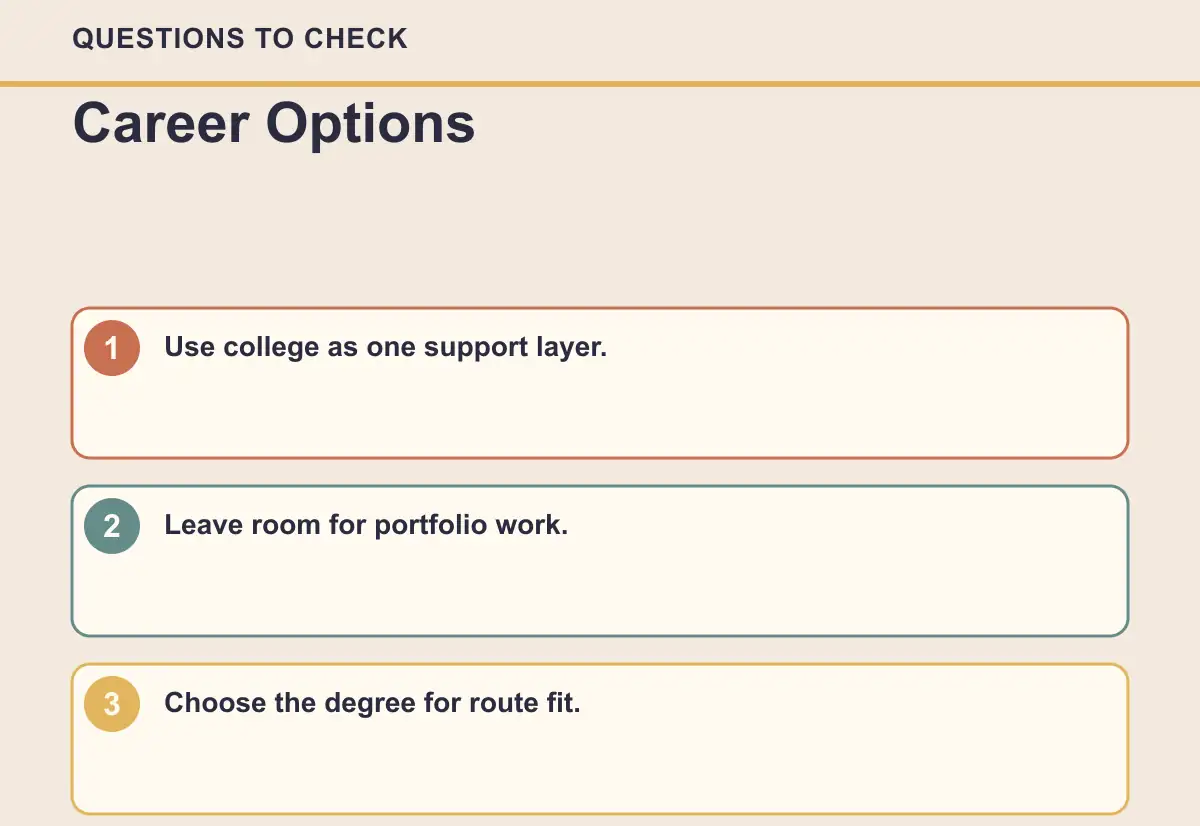 QUESTIONS TO CHECK
Career Options
1
Use college as one support layer.
2
Leave room for portfolio work.
3
Choose the degree for route fit.